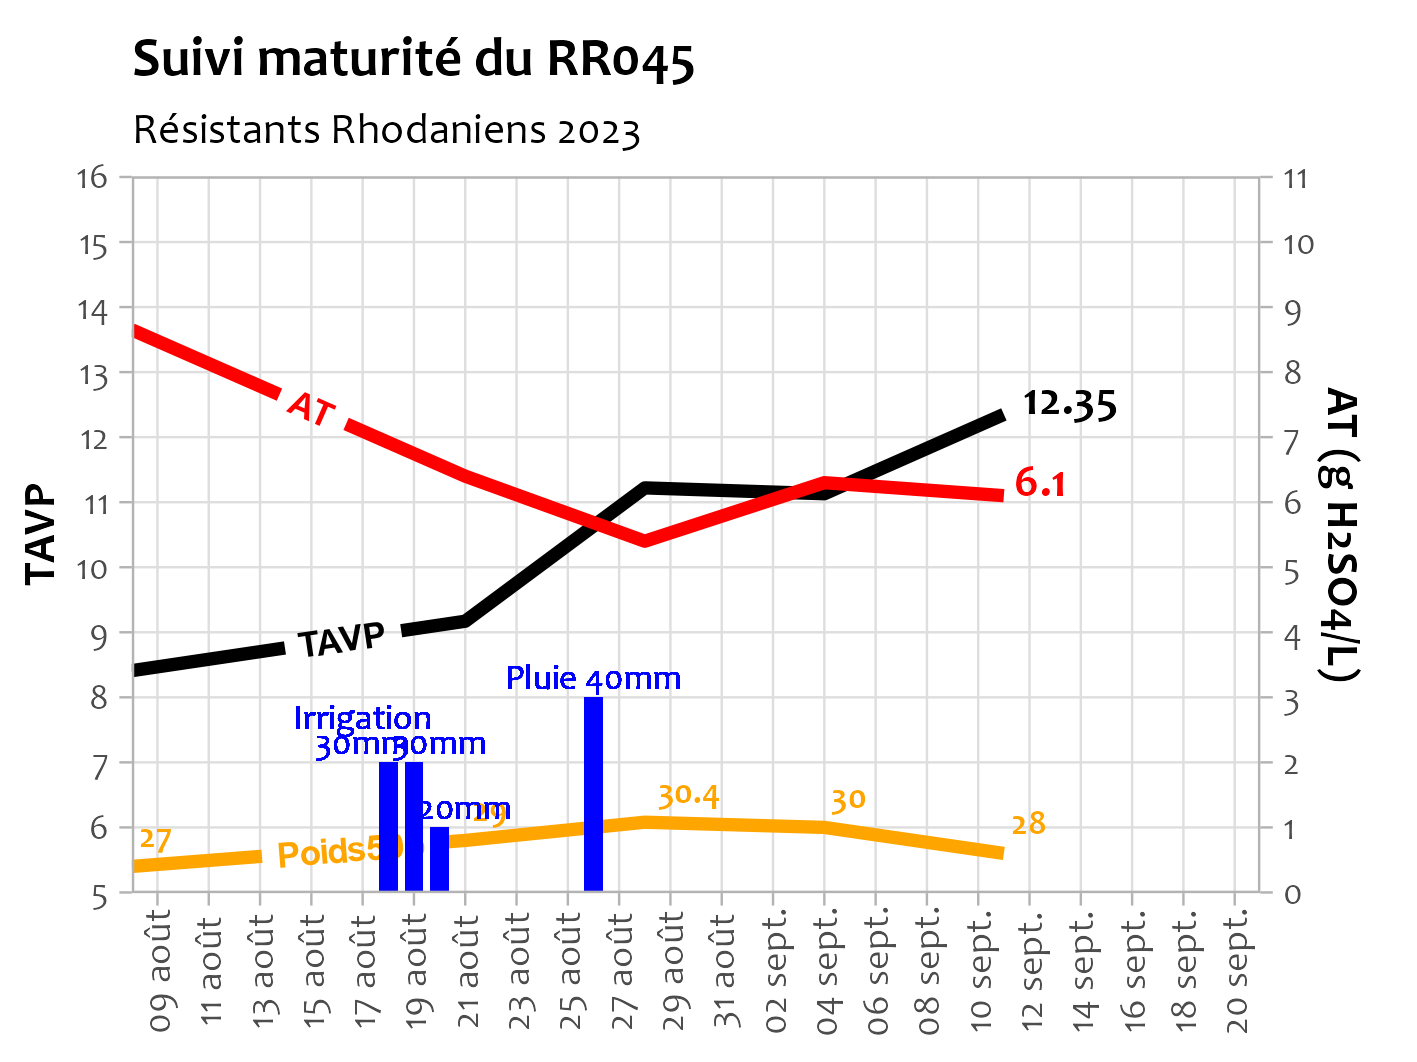 Suivi maturité du RR045
Résistants Rhodaniens 2023
16
15
14
13
12
11
10
9
8
7
6
5
TAVP
11
10
9
8
7
6
5
4
3
2
1
0
AT (g H2SO4/L)
AT
TAVP
12.35
6.1
Pluie 40mm
Irrigation
30mm
30mm
20mm
27
29
30.4
30
28
09 août
11 août
13 août
15 août
17 août
19 août
21 août
23 août
25 août
27 août
29 août
31 août
02 sept.
04 sept.
06 sept.
08 sept.
10 sept.
12 sept.
14 sept.
16 sept.
18 sept.
20 sept.